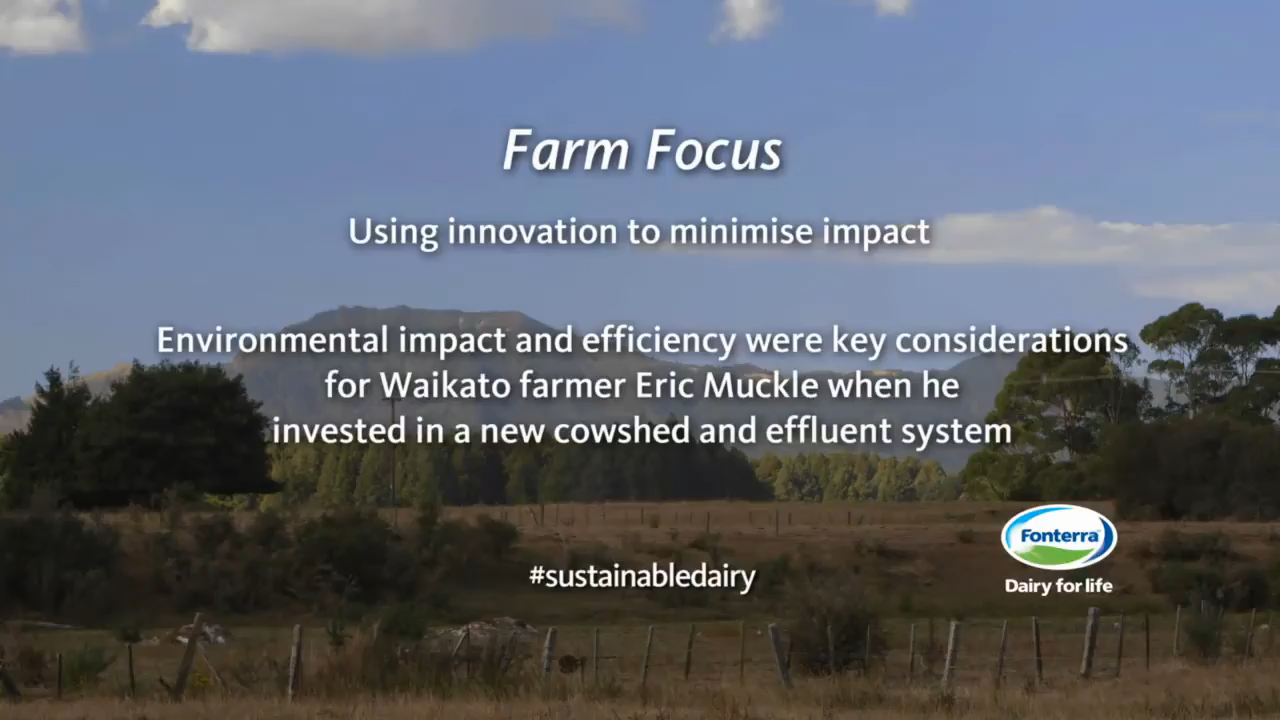 Farm Focus
Using innovation to minimise impact
Environmental impact and efficiency were key considerations
for Waikato farmer Eric Muckle when he
invested in a new cowshed and effluent system
#sustainabledairy
Fonterra
Dairy for life